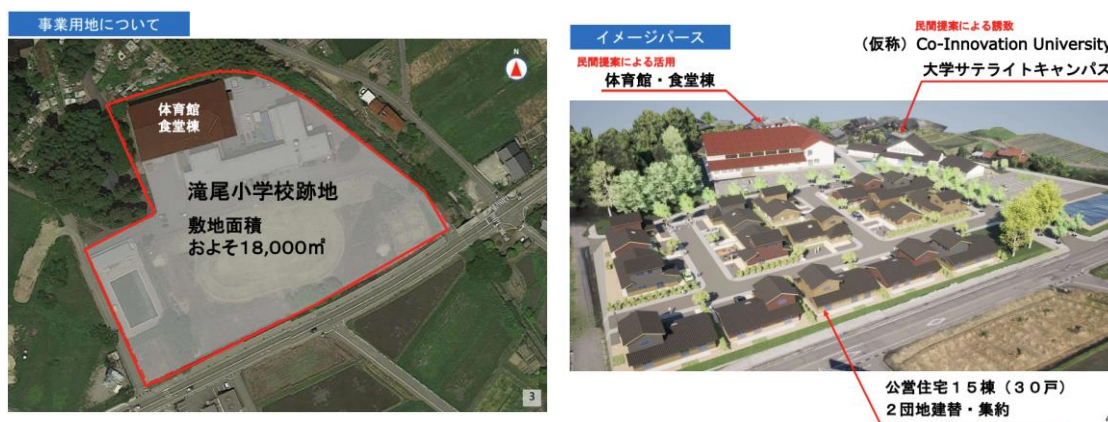 事業用地について
N
体育館
食堂棟
滝尾小学校跡地
敷地面積
およそ18,000㎡
3
イメージパース
民間提案による活用
体育館・食堂棟
民間提案による誘致
（仮称）Co-Innovation University
大学サテライトキャンパス
公営住宅１５棟（３０戸）
２団地建替・集約